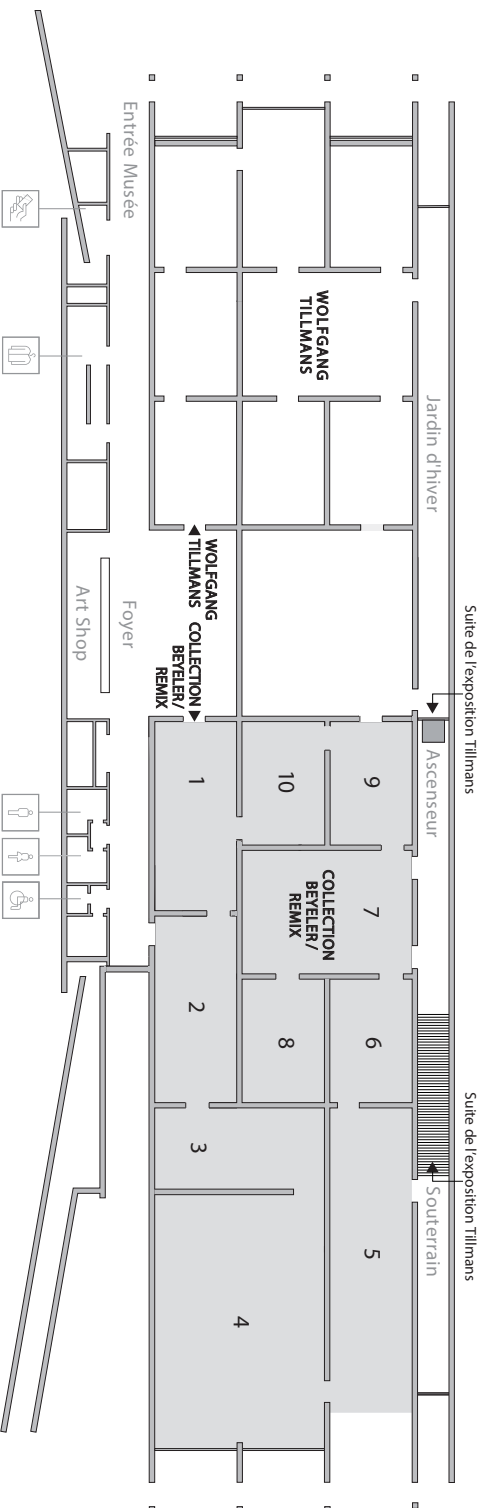 Suite de l'exposition Tillmans
Suite de l'exposition Tillmans
Jardin d'hiver
Ascenseur
Souterrain
WOLFGANG
TILLMANS
9
7
6
5
10
COLLECTION
BEYELER/
REMIX
8
4
WOLFGANG
TILLMANS
COLLECTION
BEYELER/
REMIX
1
2
3
Entrée Musée
Foyer
Art Shop